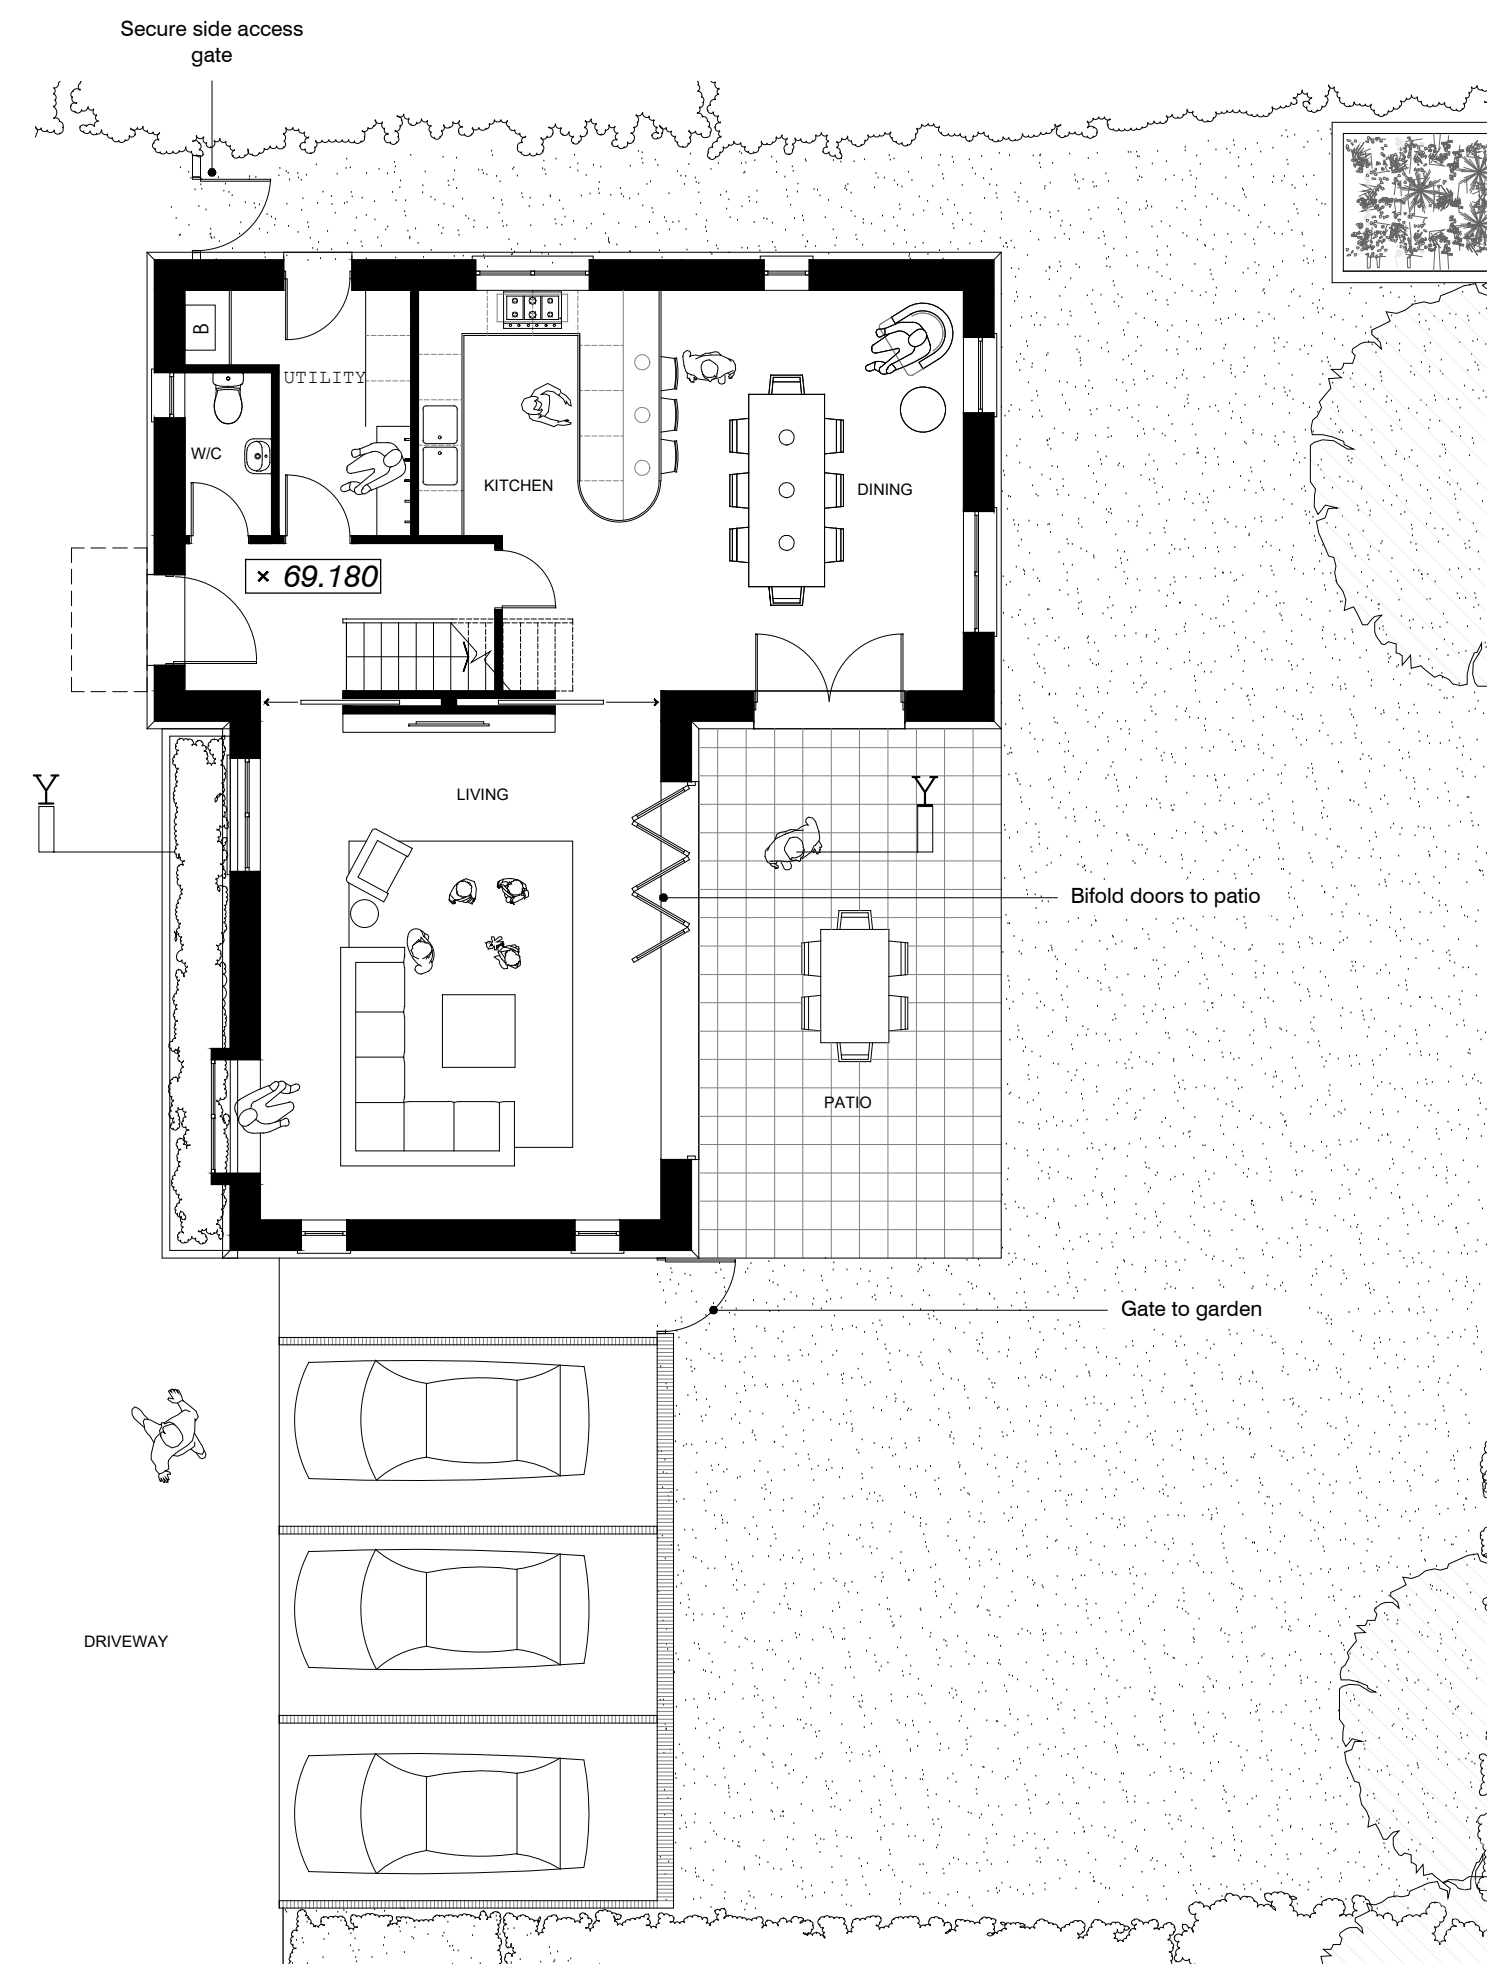 Secure side access
gate
B
UTILITY
W/C
KITCHEN
DINING
× 69.180
LIVING
Y
Y
Bifold doors to patio
PATIO
Gate to garden
DRIVEWAY